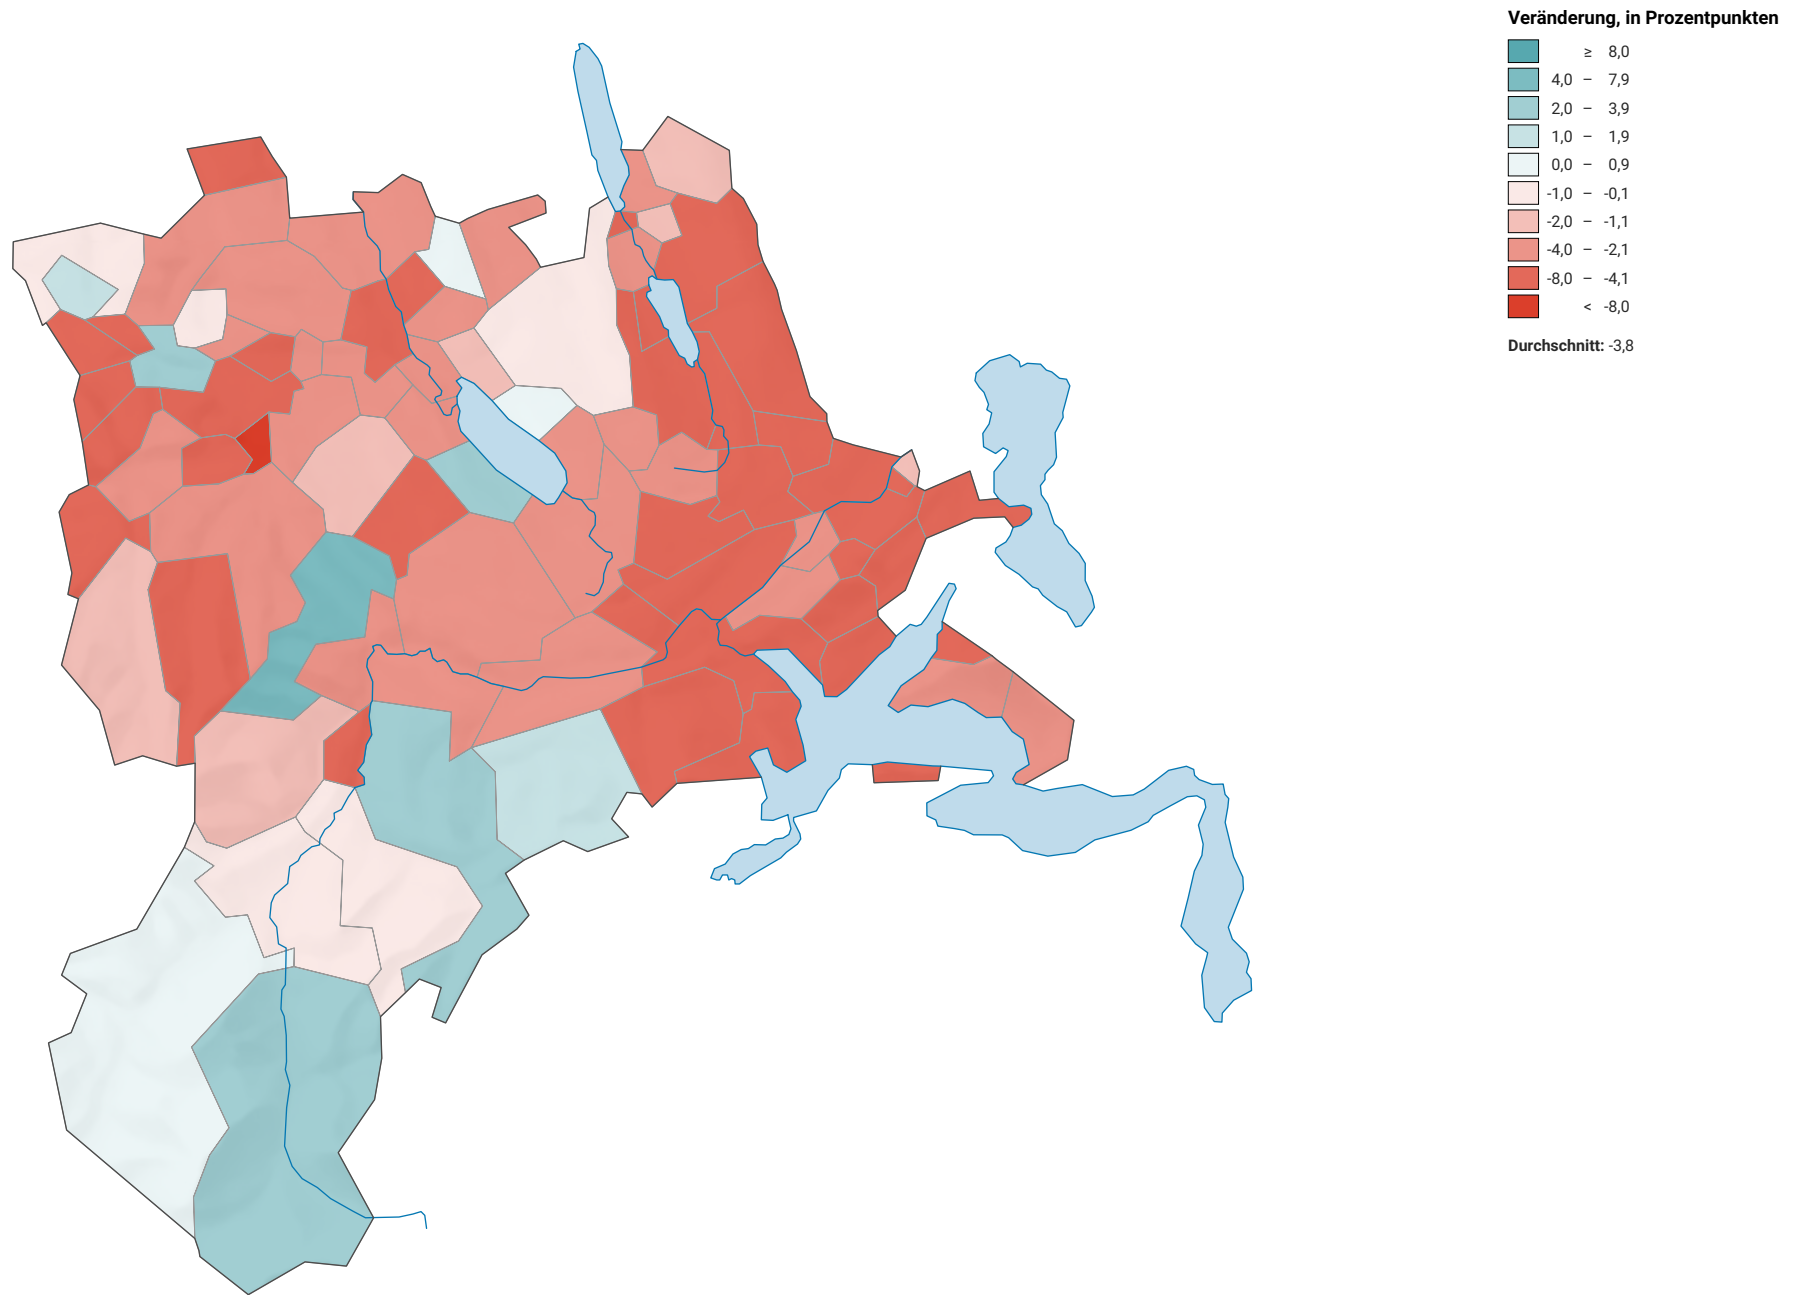 Veränderung, in Prozentpunkten
≥ 8,0
4,0 – 7,9
2,0 – 3,9
1,0 – 1,9
0,0 – 0,9
-1,0 – -0,1
-2,0 – -1,1
-4,0 – -2,1
-8,0 – -4,1
< -8,0
Durchschnitt: -3,8